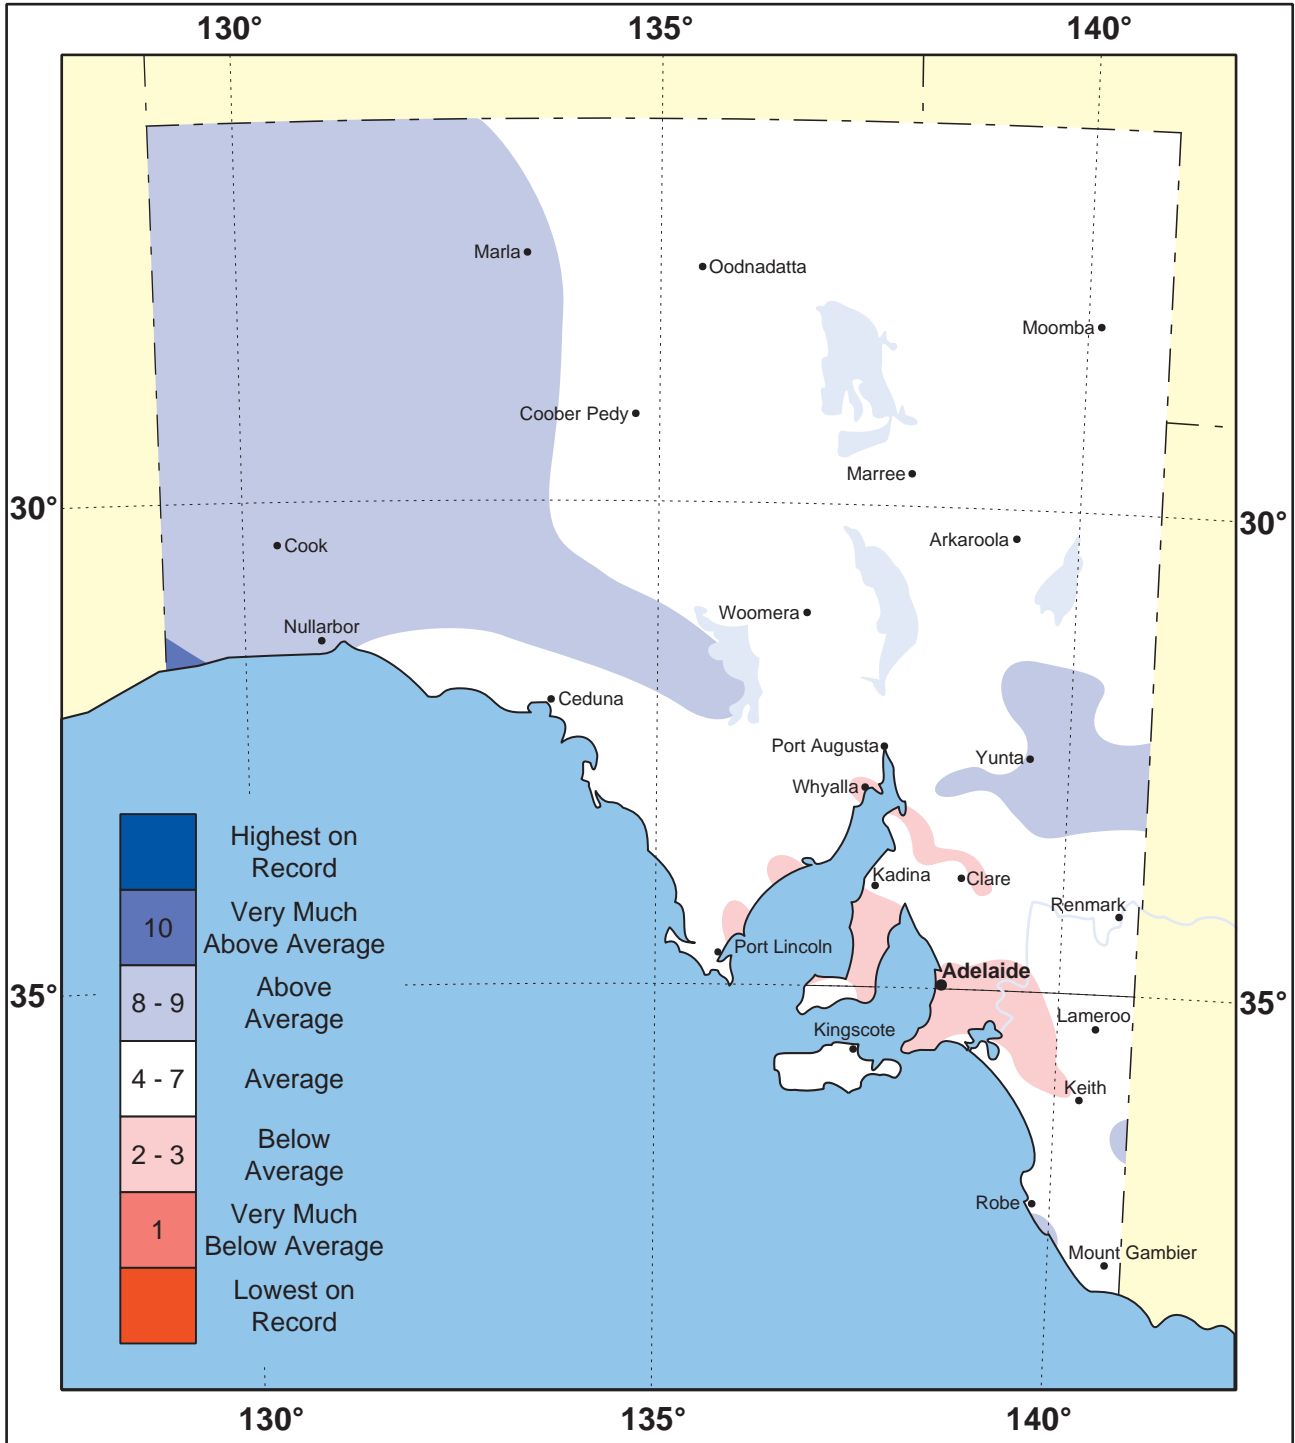 130°
135°
140°
Marla
Oodnadatta
Moomba
Coober Pedy
Marree
30°
30°
Cook
Arkaroola
Woomera
Nullarbor
Ceduna
Port Augusta
Yunta
Whyalla
Kadina
Clare
Renmark
Port Lincoln
Adelaide
35°
35°
Lameroo
Kingscote
Keith
Robe
Mount Gambier
Highest on
Record
10
Very Much
Above Average
8 - 9
Above
Average
4 - 7
Average
2 - 3
Below
Average
1
Very Much
Below Average
Lowest on
Record
130°
135°
140°